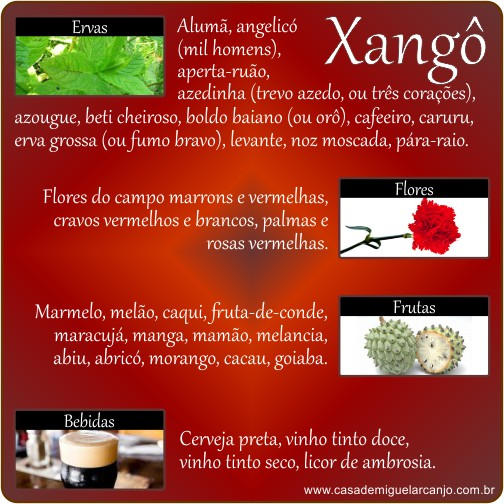 Ervas
Xangô
Alumã, angelicó
(mil homens),
aperta-ruão,
azedinha (trevo azedo, ou três corações),
azougue, beti cheiroso, boldo baiano (ou orô), cafeeiro, caruru,
erva grossa (ou fumo bravo), levante, noz moscada, pára-raio.
Flores
Flores do campo marrons e vermelhas,
cravos vermelhos e brancos, palmas e
rosas vermelhas.
Frutas
Marmelo, melão, caqui, fruta-de-conde,
maracujá, manga, mamão, melancia,
abiu, abricó, morango, cacau, goiaba.
Bebidas
Cerveja preta, vinho tinto doce,
vinho tinto seco, licor de ambrosia.
www.casademiguelarcanjo.com.br